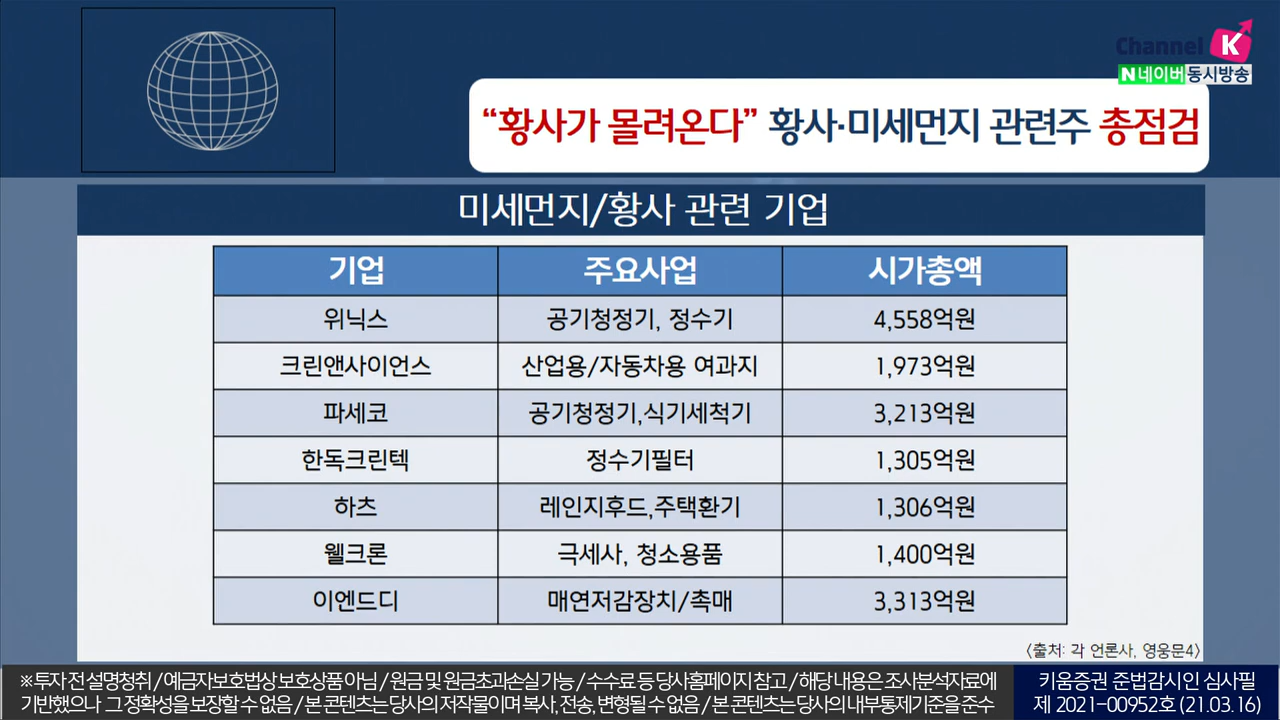 Channel K
N 네이버 동시방송
“황사가 몰려온다” 황사·미세먼지 관련주 총점검
미세먼지/황사 관련 기업
기업 주요사업 시가총액
위닉스 공기청정기, 정수기 4,558억원
크린앤사이언스 산업용/자동차용 여과지 1,973억원
파세코 공기청정기,식기세척기 3,213억원
한독크린텍 정수기필터 1,305억원
하츠 레인지후드,주택환기 1,306억원
웰크론 극세사, 청소용품 1,400억원
이엔드디 매연저감장치/촉매 3,313억원
<출처: 각 언론사, 영웅문4>
※ 투자 전 설명청취 / 예금자보호법상 보호상품 아님 / 원금 및 원금초과손실 가능 / 수수료 등 당사홈페이지 참고 / 해당 내용은 조사분석자료에
기반했으나 그 정확성을 보장할 수 없음 / 본 콘텐츠는 당사의 저작물이며 복사, 전송, 변형될 수 없음 / 본 콘텐츠는 당사의 내부통제기준을 준수
키움증권 준법감시인 심사필
제 2021-00952호 (21.03.16)